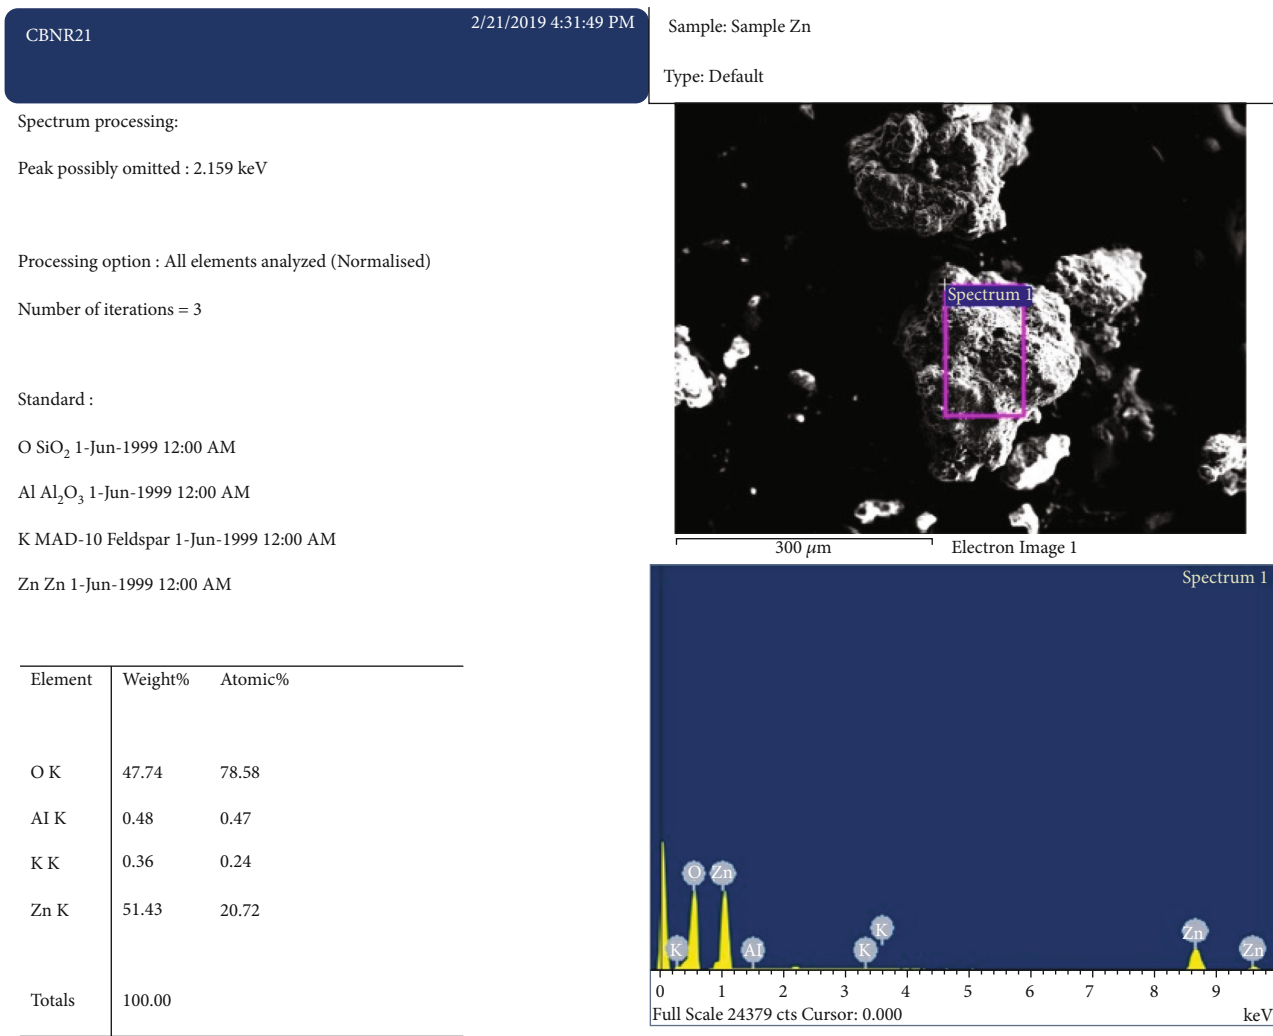 CBNR21
2/21/2019 4:31:49 PM
Sample: Sample Zn
Type: Default
Spectrum processing:
Peak possibly omitted : 2.159 keV
Processing option : All elements analyzed (Normalised)
Number of iterations = 3
Standard :
O SiO₂ 1-Jun-1999 12:00 AM
Al Al₂O₃ 1-Jun-1999 12:00 AM
K MAD-10 Feldspar 1-Jun-1999 12:00 AM
Zn Zn 1-Jun-1999 12:00 AM
Element Weight% Atomic%
O K 47.74 78.58
AI K 0.48 0.47
K K 0.36 0.24
Zn K 51.43 20.72
Totals 100.00
Spectrum 1
300 μm Electron Image 1
Spectrum 1
O Zn
K AI K K Zn Zn
0 1 2 3 4 5 6 7 8 9
Full Scale 24379 cts Cursor: 0.000 keV